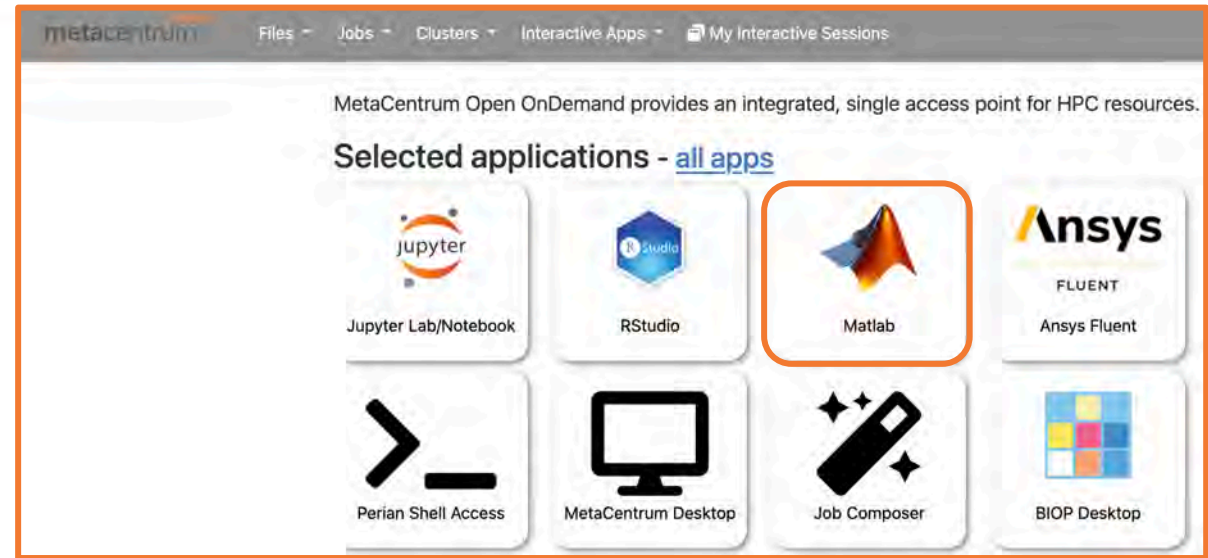 metacentrum Files Jobs Clusters Interactive Apps My Interactive Sessions
MetaCentrum Open OnDemand provides an integrated, single access point for HPC resources.
Selected applications - all apps
jupyter R Studio Ansys
FLUENT
Jupyter Lab/Notebook RStudio Matlab Ansys Fluent
Perian Shell Access MetaCentrum Desktop Job Composer BIOP Desktop